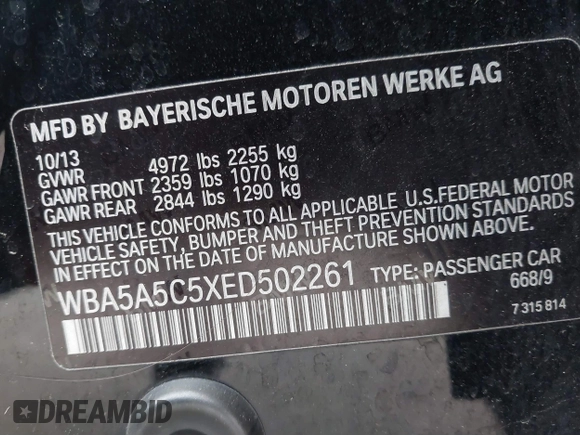 MFD BY BAYERISCHE MOTOREN WERKE AG
10/13
GVWR 4972 lbs 2255 kg
GAWR FRONT 2359 lbs 1070 kg
GAWR REAR 2844 lbs 1290 kg
THIS VEHICLE CONFORMS TO ALL APPLICABLE U.S.FEDERAL MOTOR
VEHICLE SAFETY, BUMPER AND THEFT PREVENTION STANDARDS
IN EFFECT ON THE DATE OF MANUFACTURE SHOWN ABOVE.
WBA5A5C5XED502261 TYPE: PASSENGER CAR
668/9
7 315 814
DREAMBID